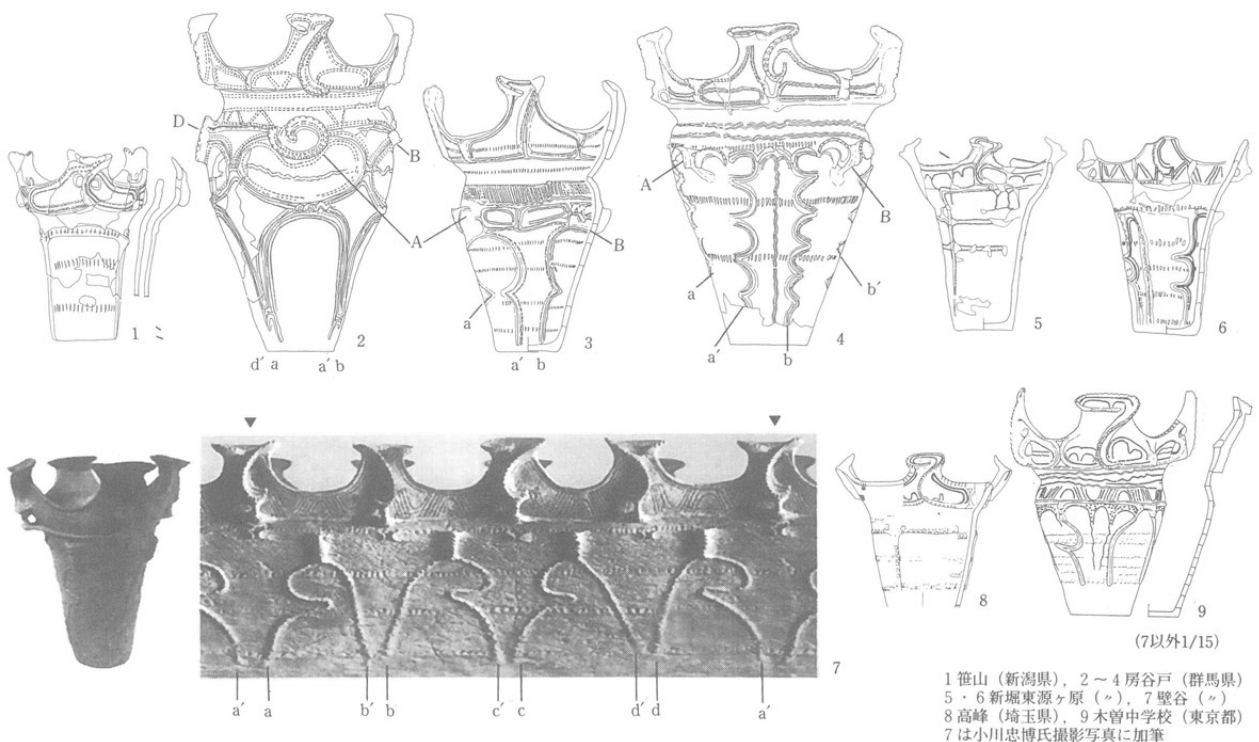 D
B
A
A
B
B
A
a
b'
1
2
3
4
5
6
d' a
a' b
a
a' b
a'
b
7
8
9
a'
a
b'
b
c'
c
d'
d
a'
(7以外1/15)
1 笹山（新潟県），2～4 房谷戸（群馬県）
5・6 新堀東源ヶ原（〃），7 壁谷（〃）
8 高峰（埼玉県），9 木曽中学校（東京都）
7 は小川忠博氏撮影写真に加筆